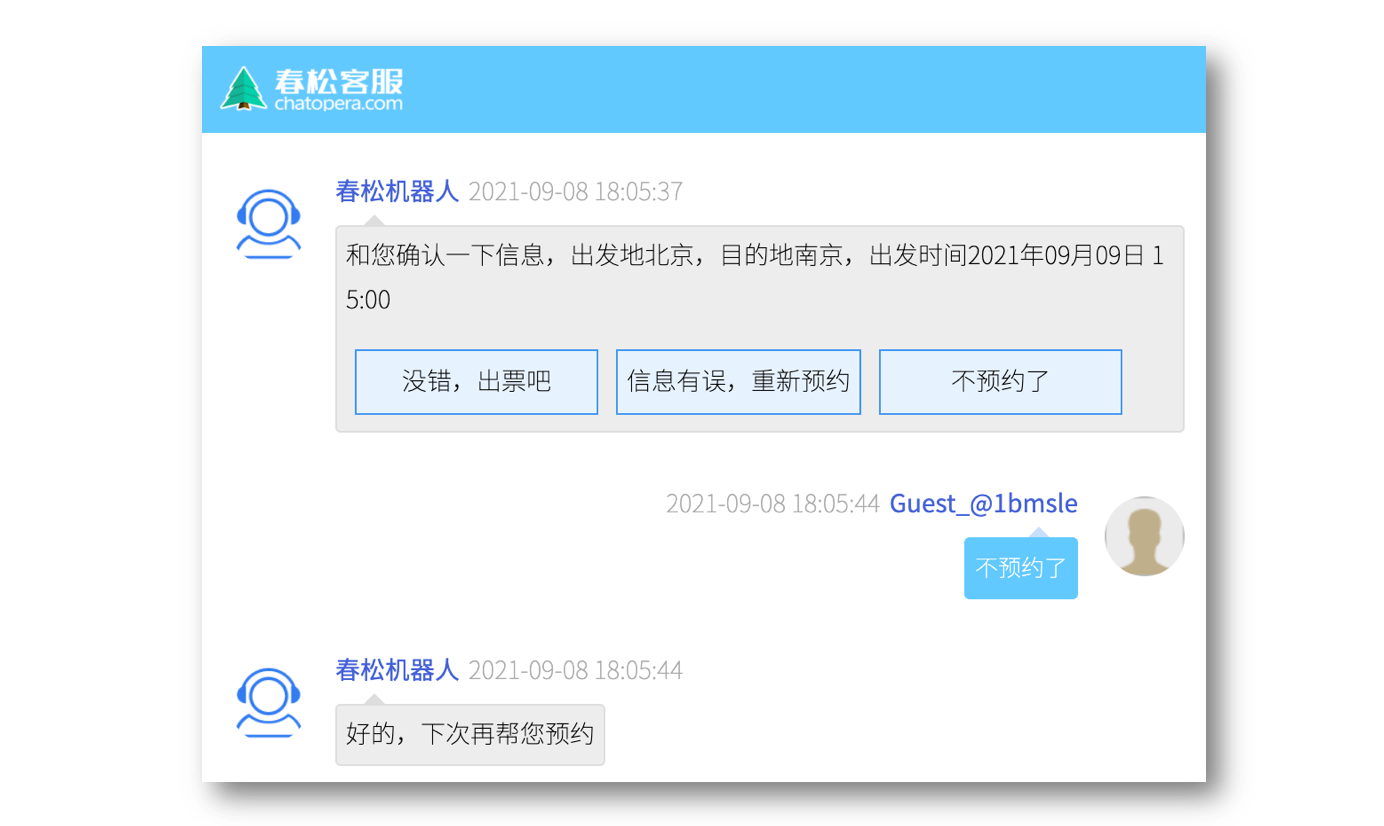 春松客服
chatopera.com
春松机器人 2021-09-08 18:05:37
和您确认一下信息，出发地北京，目的地南京，出发时间2021年09月09日 1
5:00
没错，出票吧
信息有误，重新预约
不预约了
2021-09-08 18:05:44 Guest_@1bmsle
不预约了
春松机器人 2021-09-08 18:05:44
好的，下次再帮您预约